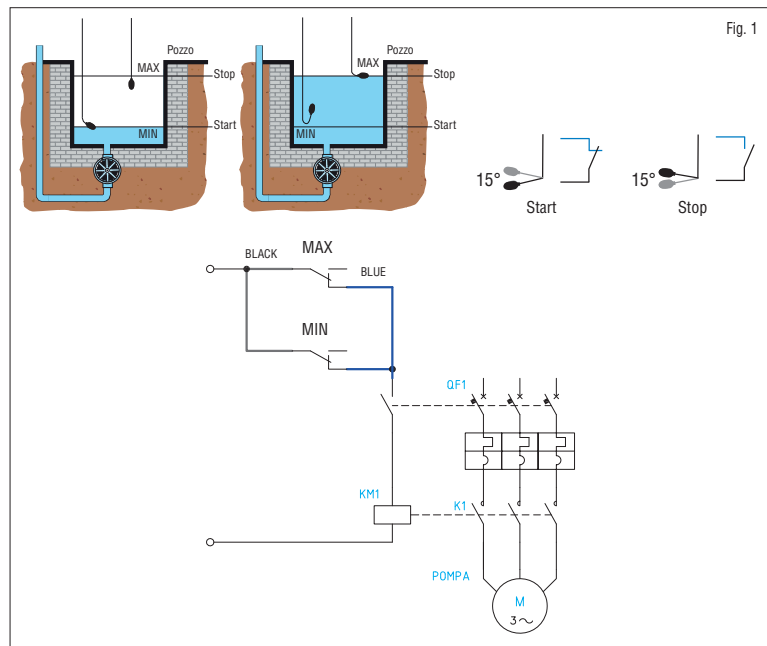 Fig. 1
Pozzo
MAX
Stop
MIN
Start
Pozzo
MAX
Stop
MIN
Start
15°
Start
15°
Stop
BLACK
MAX
BLUE
MIN
QF1
KM1
K1
POMPA
M
3~